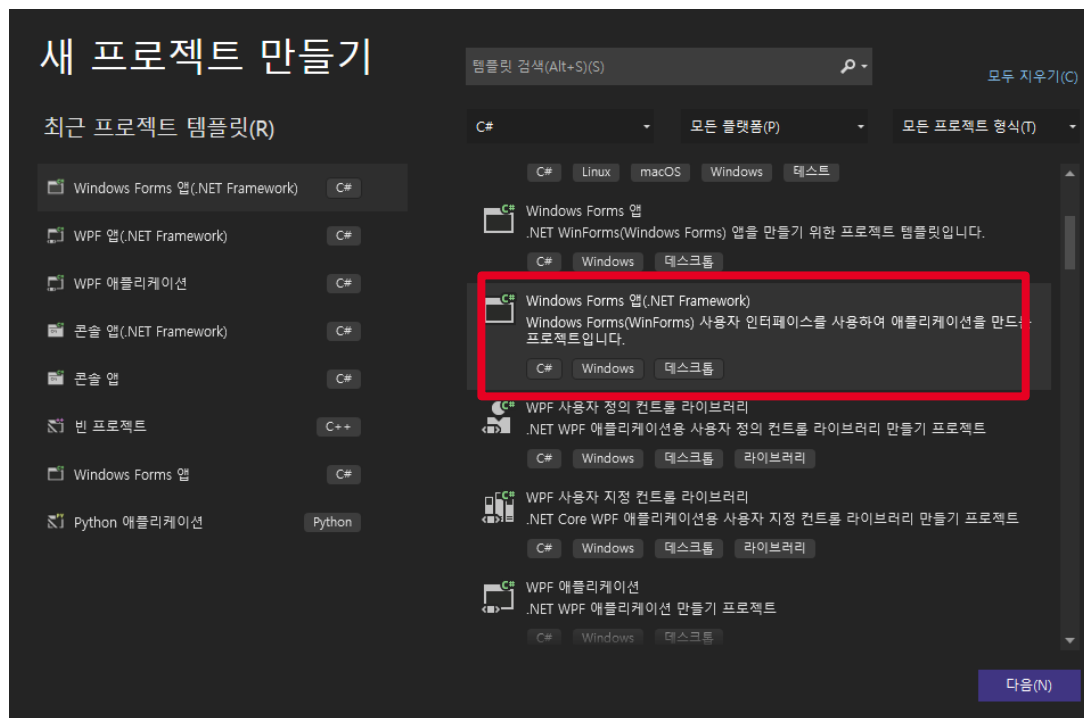 새 프로젝트 만들기
템플릿 검색(Alt+S)(S)
모두 지우기(C)
최근 프로젝트 템플릿(R)
C#
모든 플랫폼(P)
모든 프로젝트 형식(T)
Windows Forms 앱(.NET Framework) C#
WPF 앱(.NET Framework) C#
WPF 애플리케이션 C#
콘솔 앱(.NET Framework) C#
콘솔 앱 C#
빈 프로젝트 C++
Windows Forms 앱 C#
Python 애플리케이션 Python
C# Linux macOS Windows 테스트
Windows Forms 앱
.NET WinForms(Windows Forms) 앱을 만들기 위한 프로젝트 템플릿입니다.
C# Windows 데스크톱
Windows Forms 앱(.NET Framework)
Windows Forms(WinForms) 사용자 인터페이스를 사용하여 애플리케이션을 만드는
프로젝트입니다.
C# Windows 데스크톱
WPF 사용자 정의 컨트롤 라이브러리
.NET WPF 애플리케이션용 사용자 정의 컨트롤 라이브러리 만들기 프로젝트
C# Windows 데스크톱 라이브러리
WPF 사용자 지정 컨트롤 라이브러리
.NET Core WPF 애플리케이션용 사용자 지정 컨트롤 라이브러리 만들기 프로젝트
C# Windows 데스크톱 라이브러리
WPF 애플리케이션
.NET WPF 애플리케이션 만들기 프로젝트
C# Windows 데스크톱
다음(N)